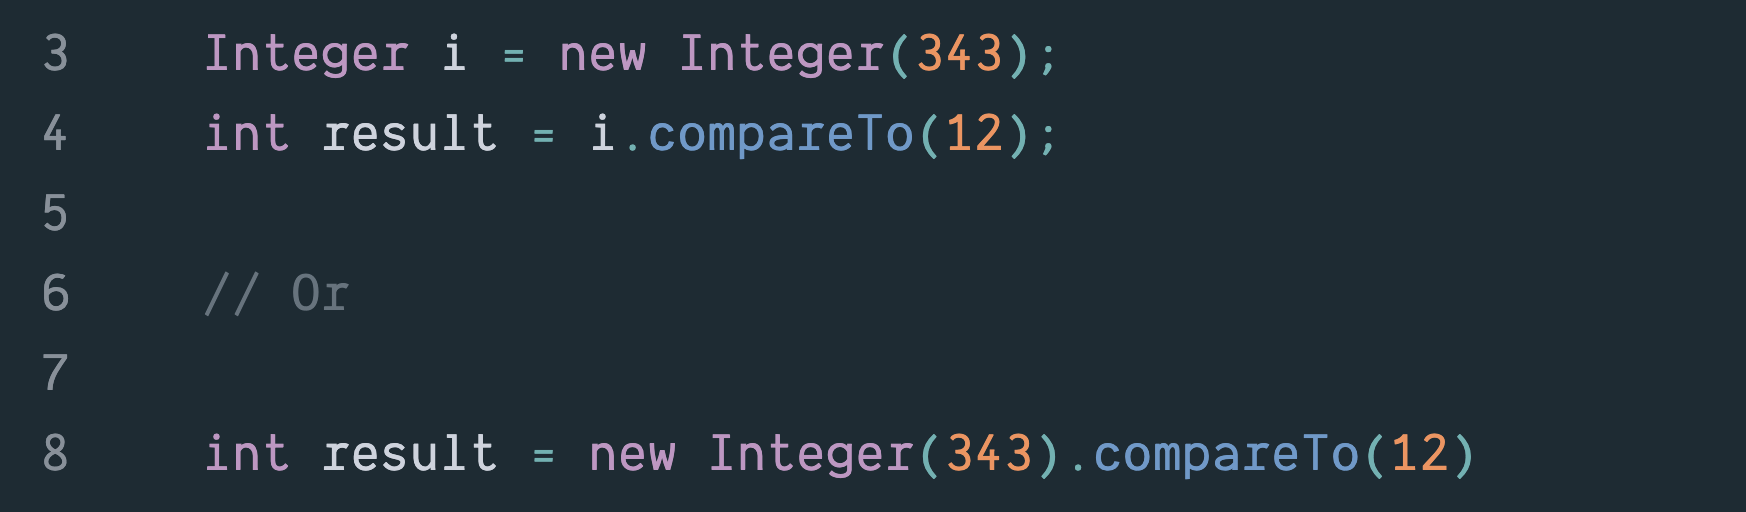 3 Integer i = new Integer(343);
4 int result = i.compareTo(12);
5
6 // Or
7
8 int result = new Integer(343).compareTo(12)